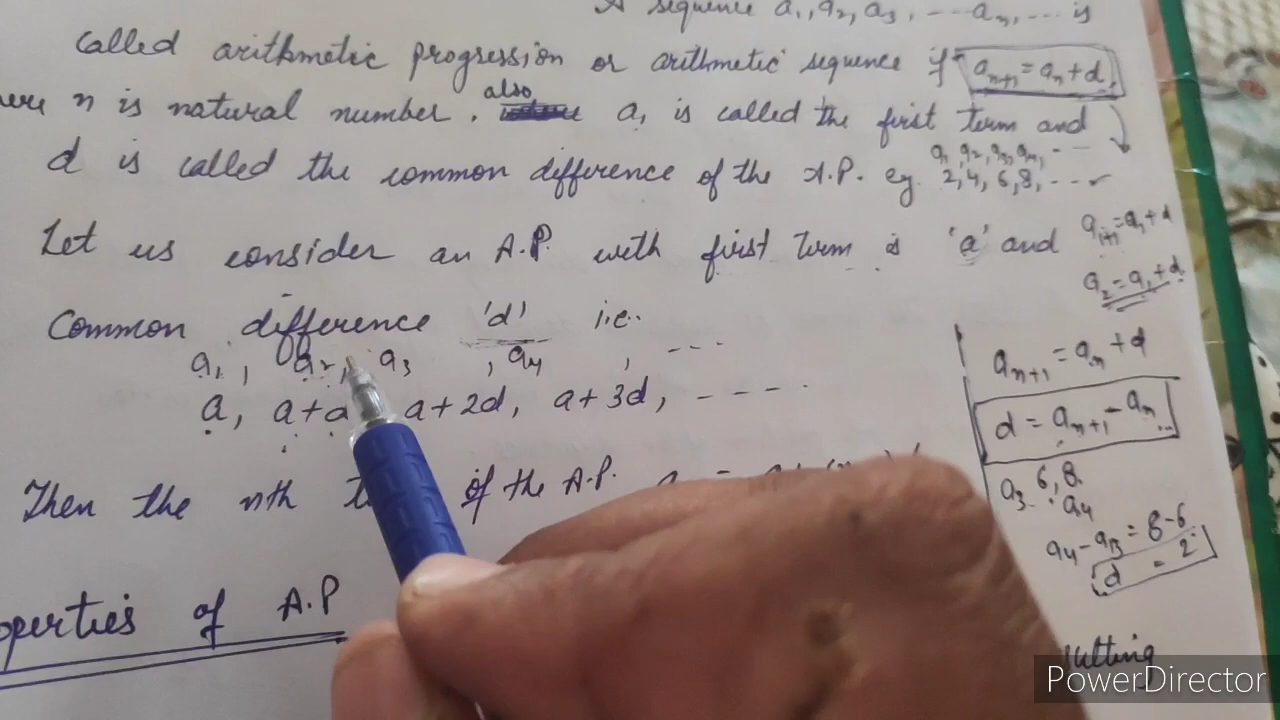 A sequence a1, a2, a3, ---- an, --- is
called arithmetic progression or arithmetic sequence if an+1 = an + d
n is natural number. also a1 is called the first term and
d is called the common difference of the A.P. eg. 2, 4, 6, 8, ---
a1, a2, a3, a4, ---
Let us consider an A.P. with first term is 'a' and
a1+1 = a1 + d
a2 = a1 + d
Common difference 'd' i.e.
a1, a2, a3, a4, ---
a, a+d a+2d, a+3d, ----
an+1 = an + d
d = an+1 - an
6, 8
a3 a4
a4 - a3 = 8-6
d = 2
Then the nth of the A.P.
of A.P
PowerDirector